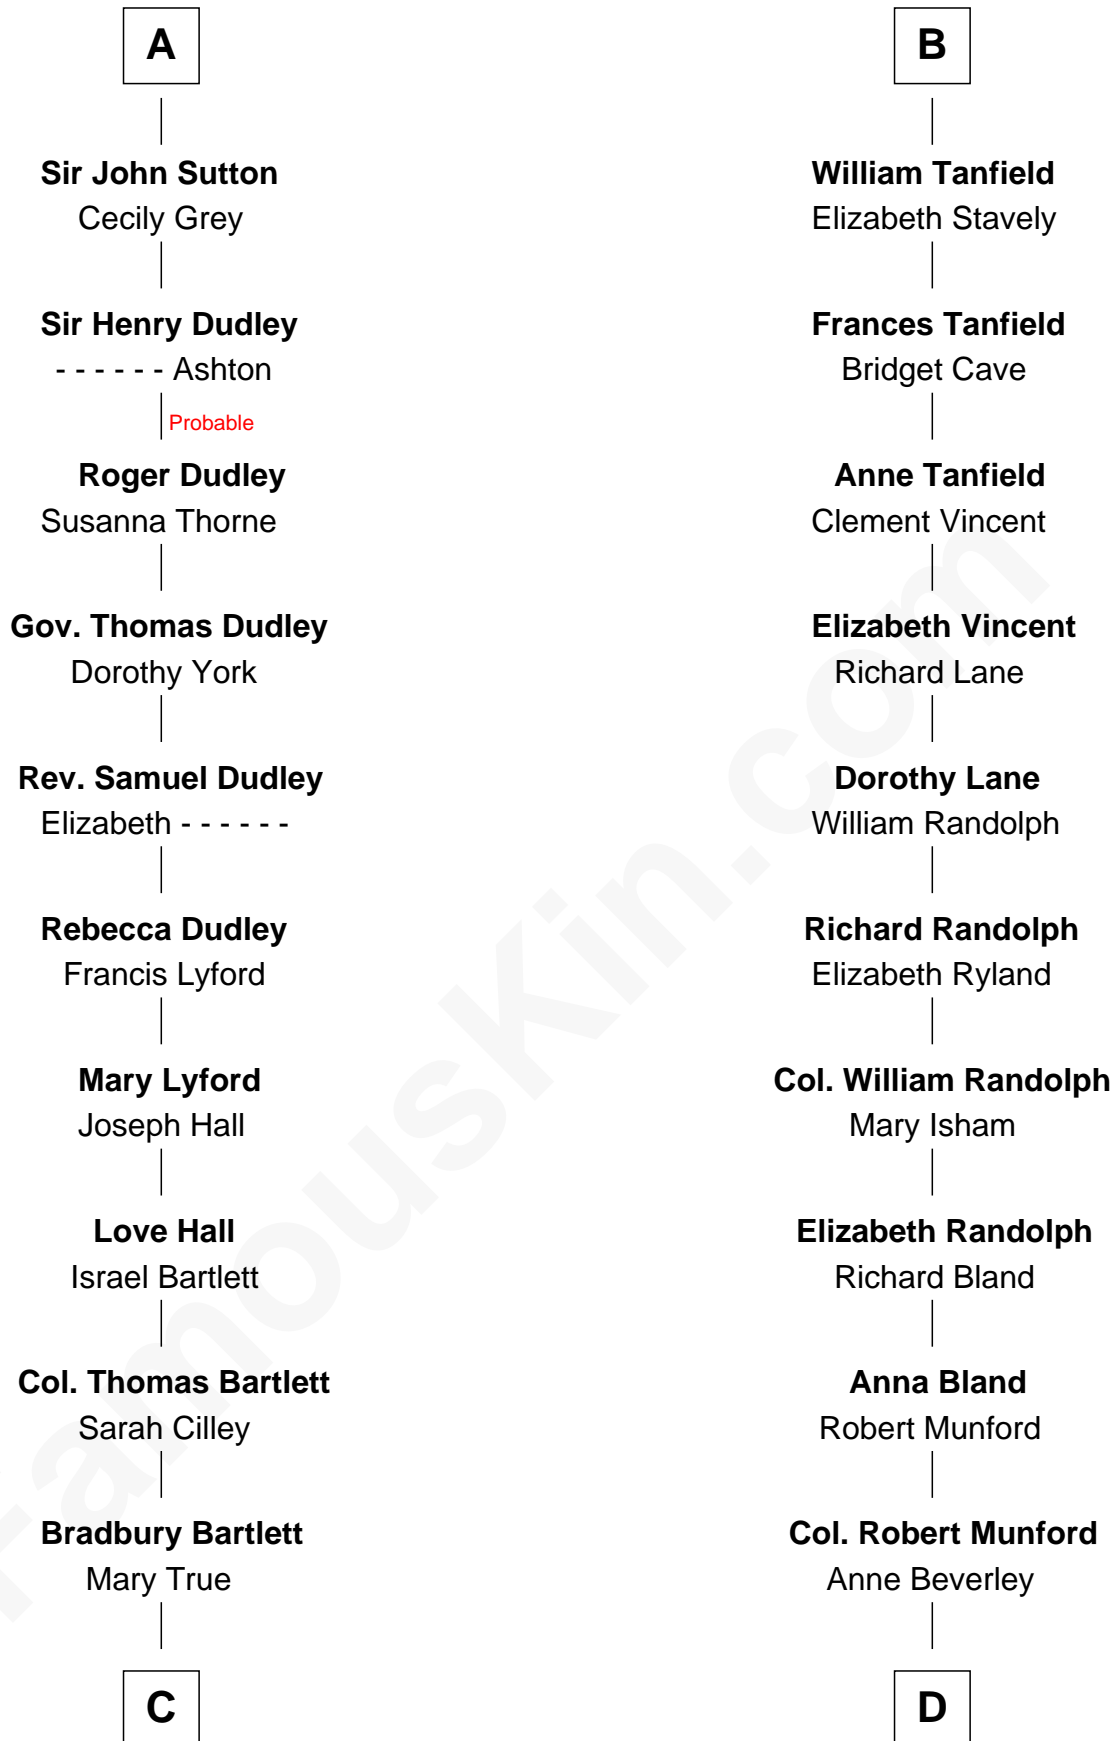 A
Sir John Sutton
Cecily Grey
Sir Henry Dudley
- - - - - - Ashton
Probable
Roger Dudley
Susanna Thorne
Gov. Thomas Dudley
Dorothy York
Rev. Samuel Dudley
Elizabeth - - - - - -
Rebecca Dudley
Francis Lyford
Mary Lyford
Joseph Hall
Love Hall
Israel Bartlett
Col. Thomas Bartlett
Sarah Cilley
Bradbury Bartlett
Mary True
C
B
William Tanfield
Elizabeth Stavely
Frances Tanfield
Bridget Cave
Anne Tanfield
Clement Vincent
Elizabeth Vincent
Richard Lane
Dorothy Lane
William Randolph
Richard Randolph
Elizabeth Ryland
Col. William Randolph
Mary Isham
Elizabeth Randolph
Richard Bland
Anna Bland
Robert Munford
Col. Robert Munford
Anne Beverley
D
FamousKin.com